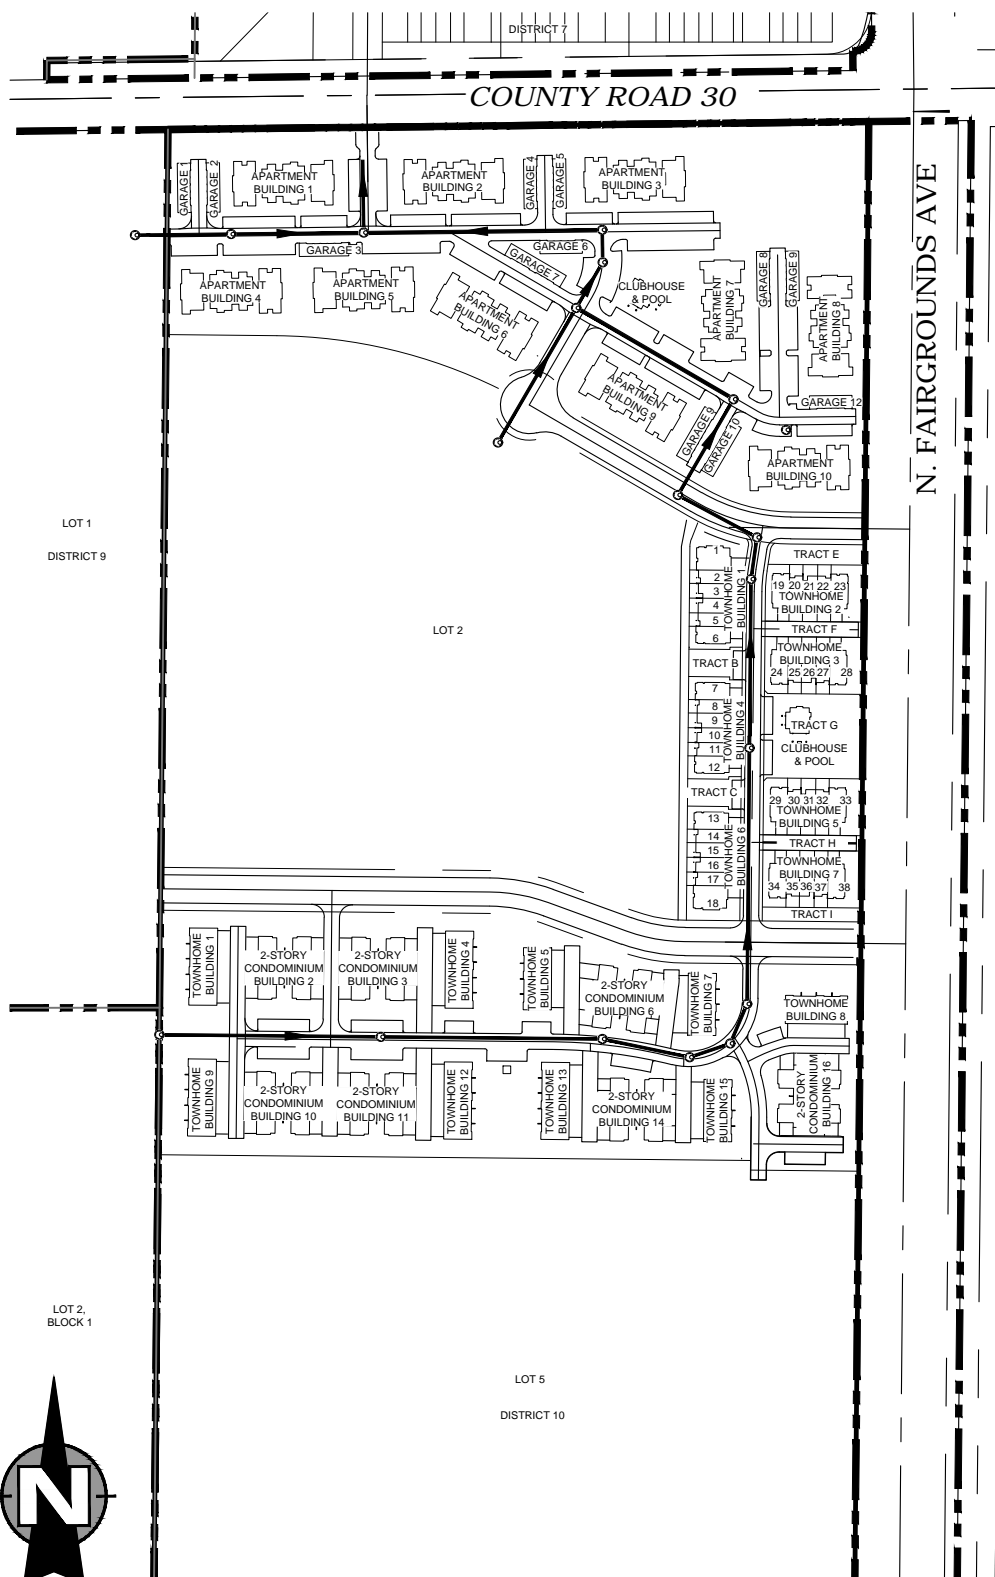 DISTRICT 7
COUNTY ROAD 30
N. FAIRGROUNDS AVE
GARAGE 1
GARAGE 2
APARTMENT
BUILDING 1
APARTMENT
BUILDING 2
GARAGE 4
GARAGE 5
APARTMENT
BUILDING 3
GARAGE 3
GARAGE 6
GARAGE 7
APARTMENT
BUILDING 4
APARTMENT
BUILDING 5
APARTMENT
BUILDING 6
CLUBHOUSE
& POOL
APARTMENT
BUILDING 7
GARAGE 8
GARAGE 9
APARTMENT
BUILDING 8
APARTMENT
BUILDING 9
GARAGE 9
GARAGE 10
GARAGE 12
APARTMENT
BUILDING 10
LOT 1
DISTRICT 9
LOT 2
1
2
3
4
5
6
TOWNHOME
BUILDING 1
TRACT E
19 20 21 22 23
TOWNHOME
BUILDING 2
TRACT F
TOWNHOME
BUILDING 3
24 25 26 27 28
TRACT B
7
8
9
10
11
12
TOWNHOME
BUILDING 4
TRACT G
CLUBHOUSE
& POOL
TRACT C
29 30 31 32 33
TOWNHOME
BUILDING 5
13
14
15
16
17
18
TOWNHOME
BUILDING 6
TRACT H
TOWNHOME
BUILDING 7
34 35 36 37 38
TRACT I
TOWNHOME
BUILDING 1
2-STORY
CONDOMINIUM
BUILDING 2
2-STORY
CONDOMINIUM
BUILDING 3
TOWNHOME
BUILDING 4
TOWNHOME
BUILDING 5
2-STORY
CONDOMINIUM
BUILDING 6
TOWNHOME
BUILDING 7
TOWNHOME
BUILDING 8
TOWNHOME
BUILDING 9
2-STORY
CONDOMINIUM
BUILDING 10
2-STORY
CONDOMINIUM
BUILDING 11
TOWNHOME
BUILDING 12
TOWNHOME
BUILDING 13
2-STORY
CONDOMINIUM
BUILDING 14
TOWNHOME
BUILDING 15
2-STORY
CONDOMINIUM
BUILDING 16
LOT 2,
BLOCK 1
LOT 5
DISTRICT 10
N